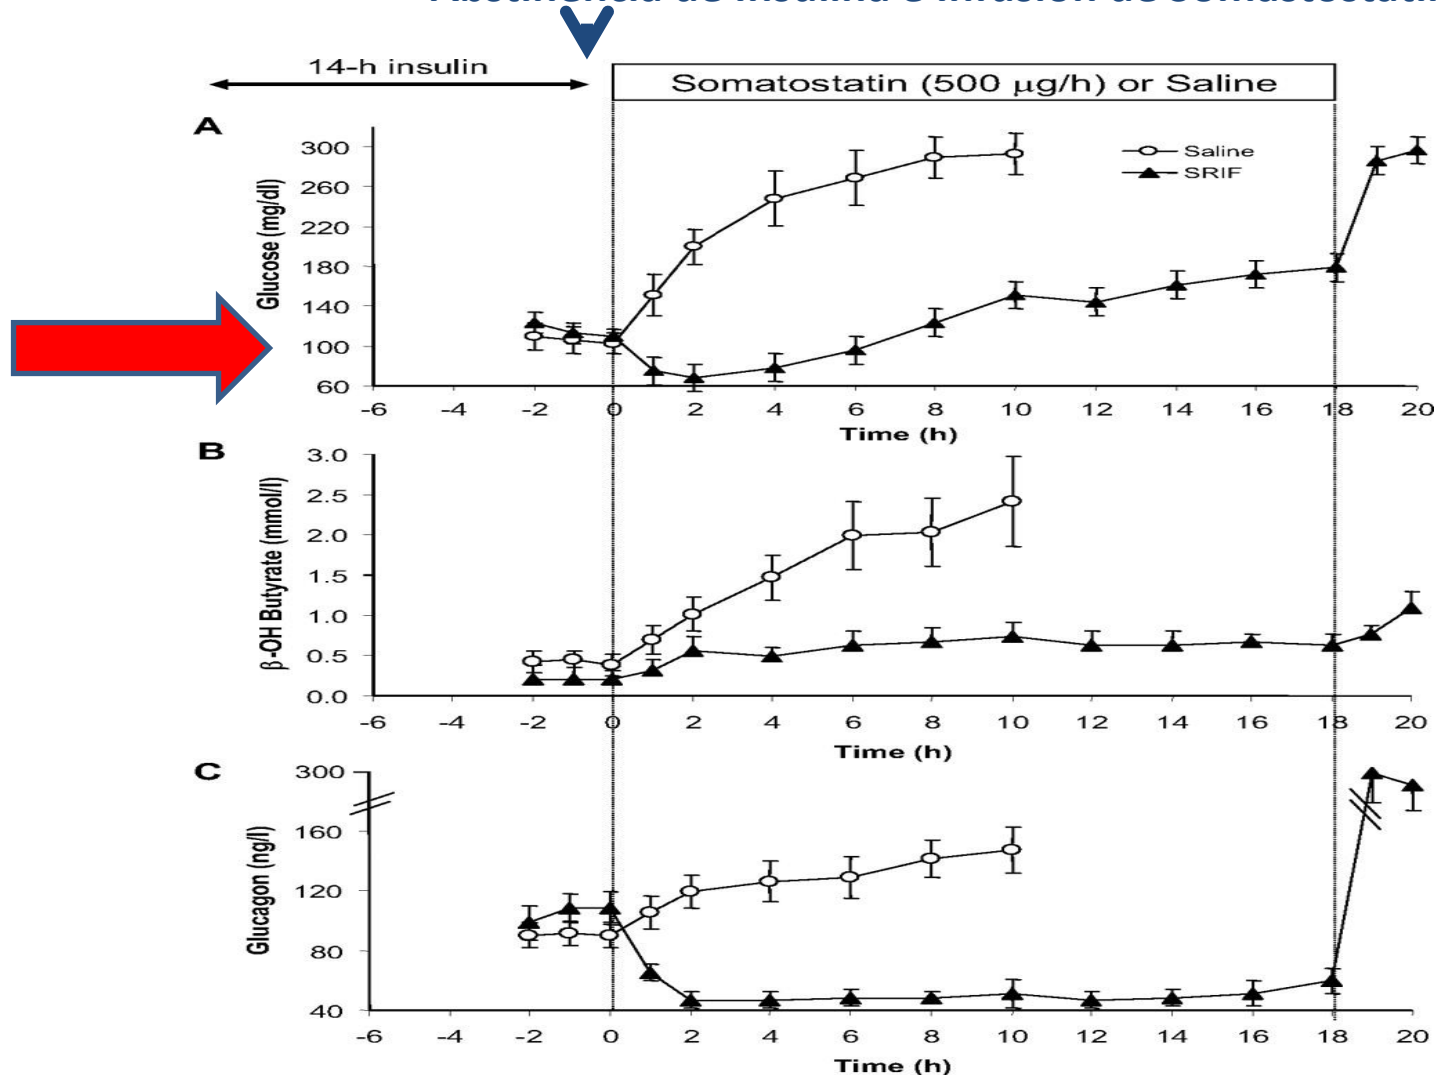 de insulina e de
14-h insulin
Somatostatin (500 µg/h) or Saline
A
Glucose (mg/dl)
300
260
220
180
140
100
60
Saline
SRIF
-6 -4 -2 0 2 4 6 8 10 12 14 16 18 20
Time (h)
B
β-OH Butyrate (mmol/l)
3.0
2.5
2.0
1.5
1.0
0.5
0.0
-6 -4 -2 0 2 4 6 8 10 12 14 16 18 20
Time (h)
C
Glucagon (ng/l)
300
160
120
80
40
-6 -4 -2 0 2 4 6 8 10 12 14 16 18 20
Time (h)